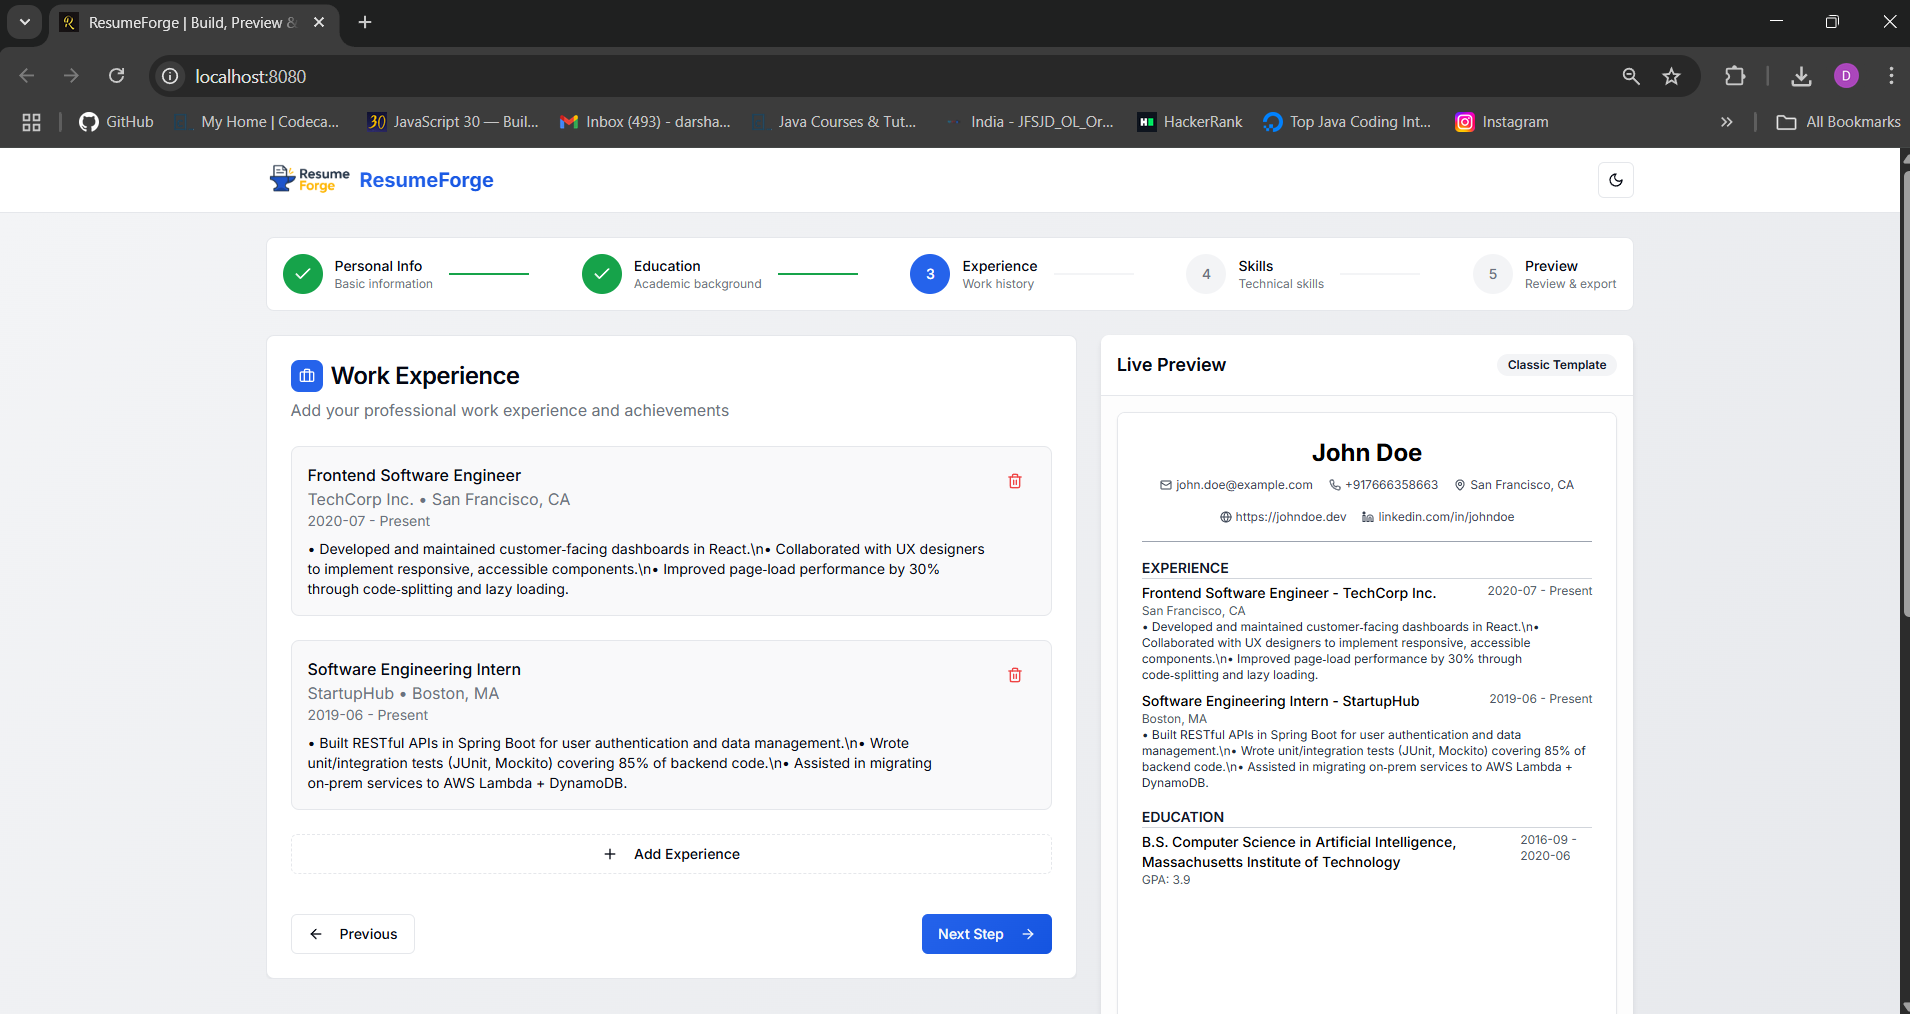 ResumeForge | Build, Preview &
localhost:8080
D
GitHub
My Home | Codeca...
30
JavaScript 30 — Buil...
Inbox (493) - darsha...
Java Courses & Tut...
India - JFSJD_OL_Or...
HackerRank
Top Java Coding Int...
Instagram
All Bookmarks
Resume
Forge
ResumeForge
Personal Info
Basic information
Education
Academic background
3
Experience
Work history
4
Skills
Technical skills
5
Preview
Review & export
Work Experience
Add your professional work experience and achievements
Frontend Software Engineer
TechCorp Inc. • San Francisco, CA
2020-07 - Present
• Developed and maintained customer-facing dashboards in React.\n• Collaborated with UX designers
to implement responsive, accessible components.\n• Improved page-load performance by 30%
through code-splitting and lazy loading.
Software Engineering Intern
StartupHub • Boston, MA
2019-06 - Present
• Built RESTful APIs in Spring Boot for user authentication and data management.\n• Wrote
unit/integration tests (JUnit, Mockito) covering 85% of backend code.\n• Assisted in migrating
on-prem services to AWS Lambda + DynamoDB.
+ Add Experience
Previous
Next Step
Live Preview
Classic Template
John Doe
john.doe@example.com
+917666358663
San Francisco, CA
https://johndoe.dev
linkedin.com/in/johndoe
EXPERIENCE
Frontend Software Engineer - TechCorp Inc.
2020-07 - Present
San Francisco, CA
• Developed and maintained customer-facing dashboards in React.\n•
Collaborated with UX designers to implement responsive, accessible
components.\n• Improved page-load performance by 30% through
code-splitting and lazy loading.
Software Engineering Intern - StartupHub
2019-06 - Present
Boston, MA
• Built RESTful APIs in Spring Boot for user authentication and data
management.\n• Wrote unit/integration tests (JUnit, Mockito) covering 85% of
backend code.\n• Assisted in migrating on-prem services to AWS Lambda +
DynamoDB.
EDUCATION
B.S. Computer Science in Artificial Intelligence,
Massachusetts Institute of Technology
2016-09 -
2020-06
GPA: 3.9